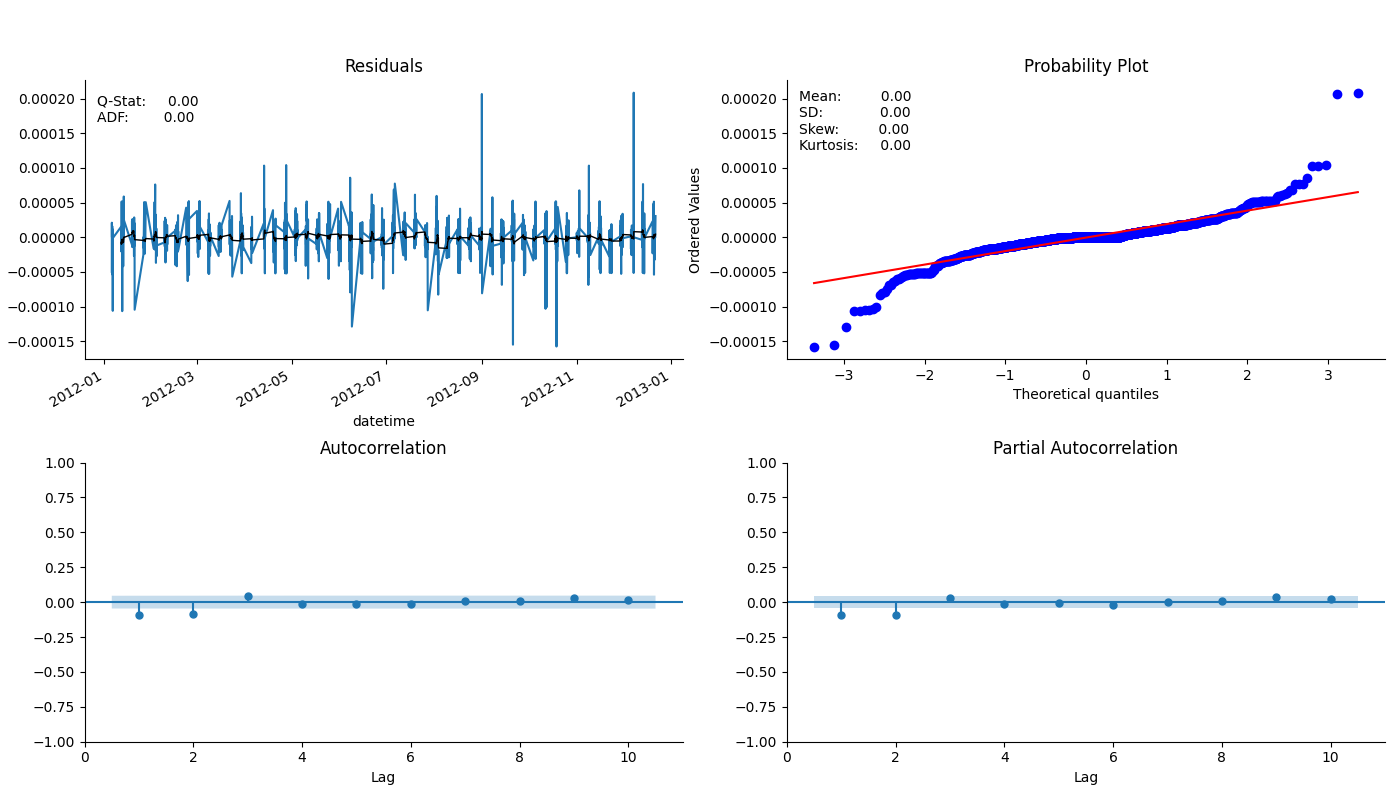 Residuals
Q-Stat: 0.00
ADF: 0.00
0.00020
0.00015
0.00010
0.00005
0.00000
−0.00005
−0.00010
−0.00015
2012-01
2012-03
2012-05
2012-07
2012-09
2012-11
2013-01
datetime
Probability Plot
Mean: 0.00
SD: 0.00
Skew: 0.00
Kurtosis: 0.00
Ordered Values
0.00020
0.00015
0.00010
0.00005
0.00000
−0.00005
−0.00010
−0.00015
−3 −2 −1 0 1 2 3
Theoretical quantiles
Autocorrelation
1.00
0.75
0.50
0.25
0.00
−0.25
−0.50
−0.75
−1.00
0 2 4 6 8 10
Lag
Partial Autocorrelation
1.00
0.75
0.50
0.25
0.00
−0.25
−0.50
−0.75
−1.00
0 2 4 6 8 10
Lag